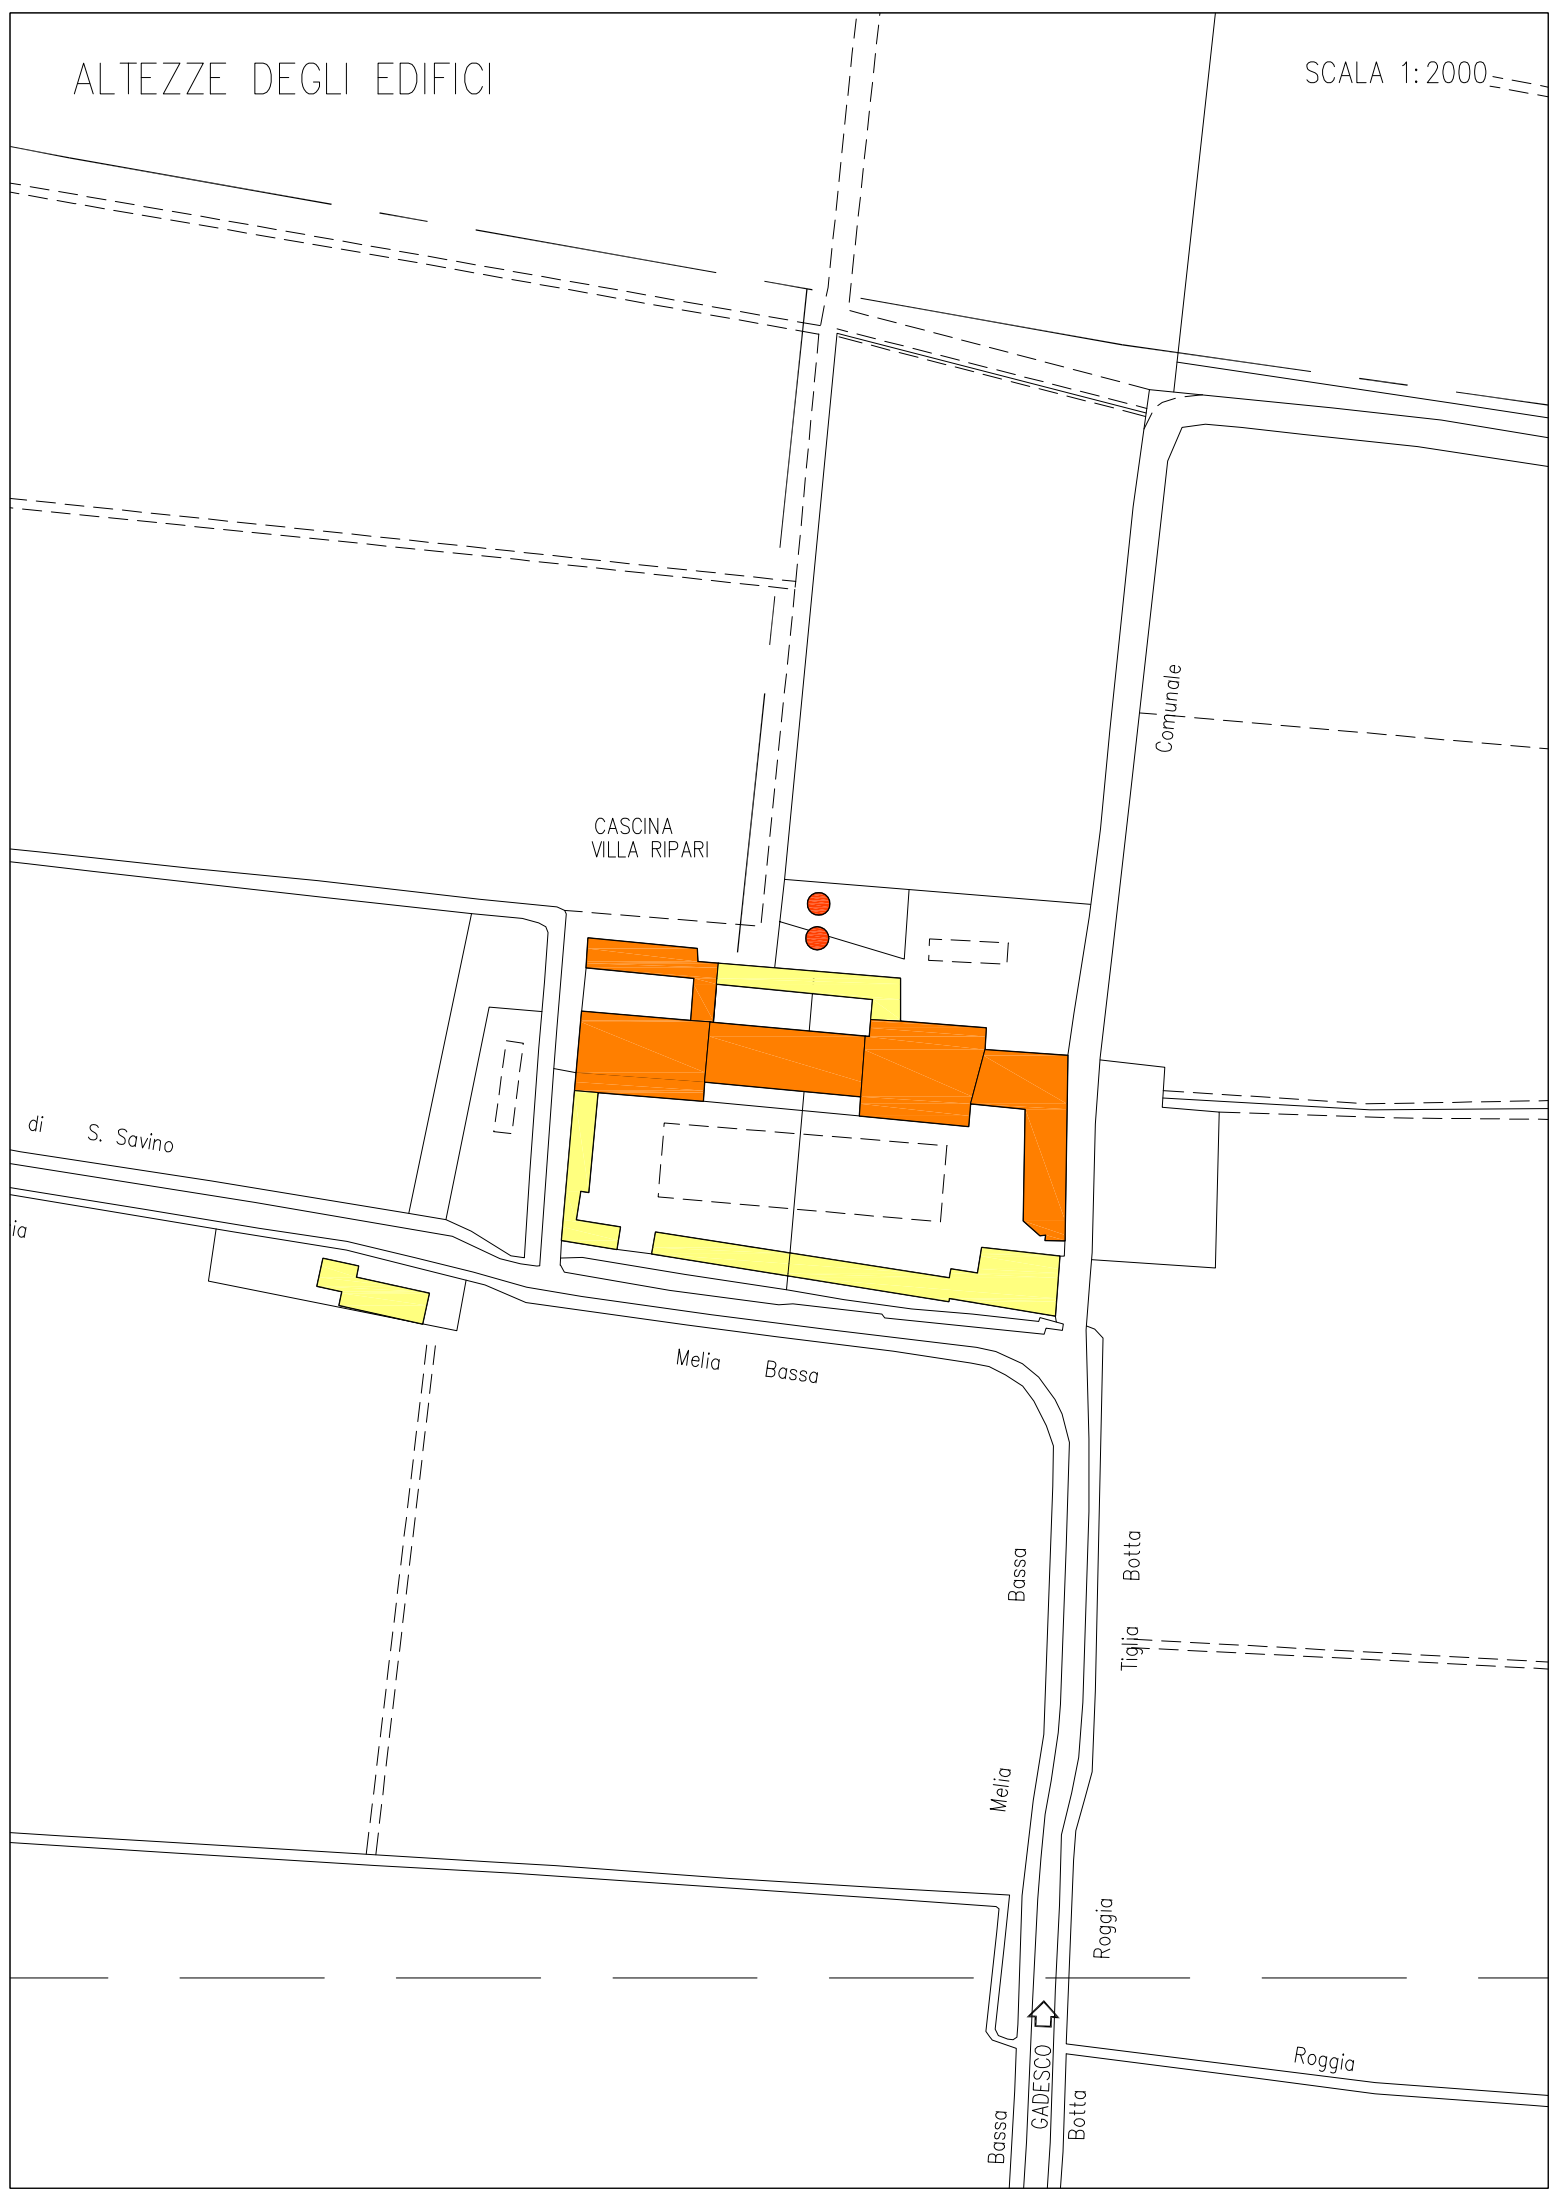 ALTEZZE DEGLI EDIFICI
SCALA 1:2000
Comunale
CASCINA
VILLA RIPARI
di S. Savino
ia
Melia Bassa
Bassa
Botta
Tiglia
Melia
Roggia
GADESCO
Roggia
Bassa
Botta